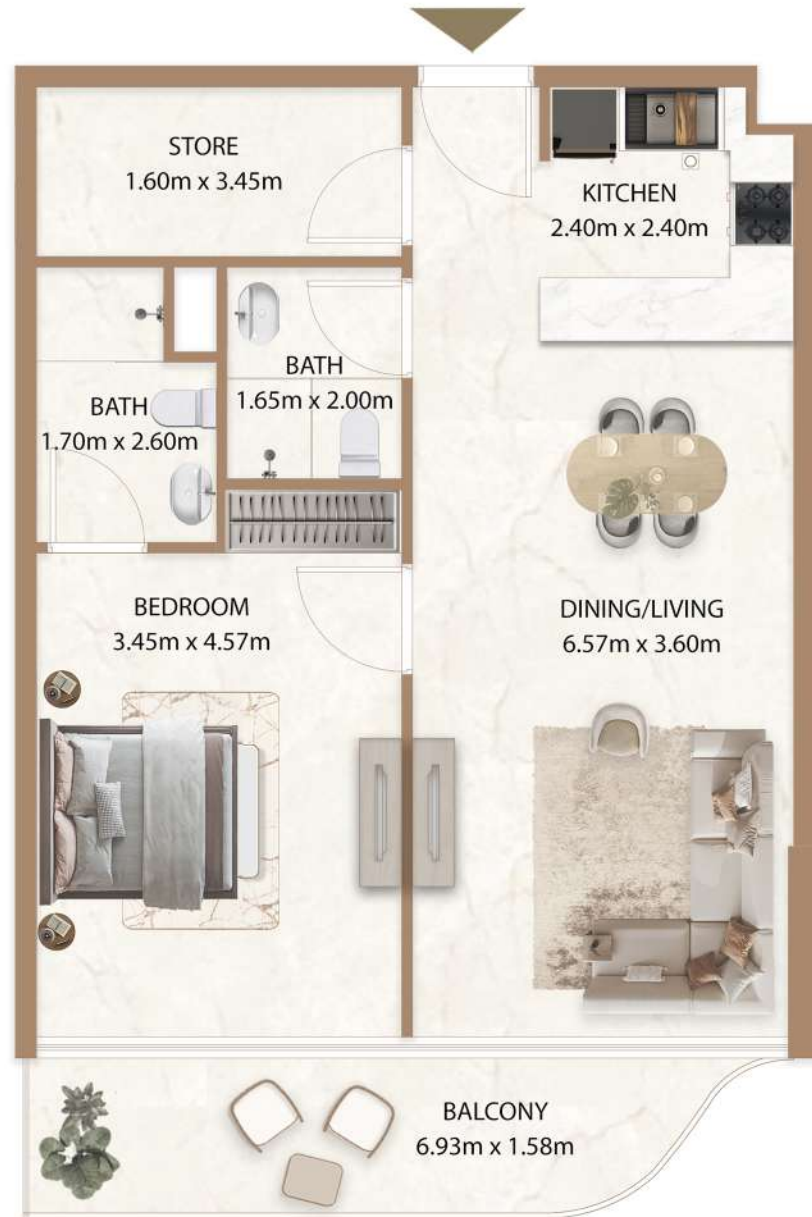 STORE
1.60m x 3.45m
KITCHEN
2.40m x 2.40m
BATH
1.65m x 2.00m
BATH
1.70m x 2.60m
BEDROOM
3.45m x 4.57m
DINING/LIVING
6.57m x 3.60m
BALCONY
6.93m x 1.58m